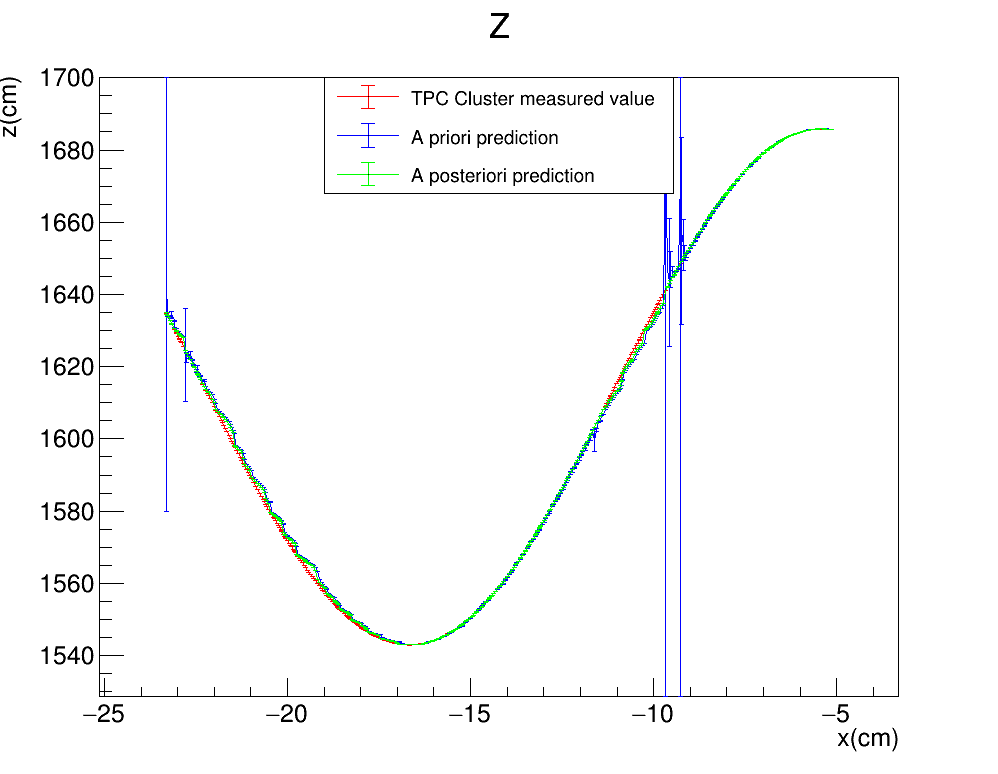 Z
z(cm)
1700
1680
1660
1640
1620
1600
1580
1560
1540
TPC Cluster measured value
A priori prediction
A posteriori prediction
−25 −20 −15 −10 −5
x(cm)